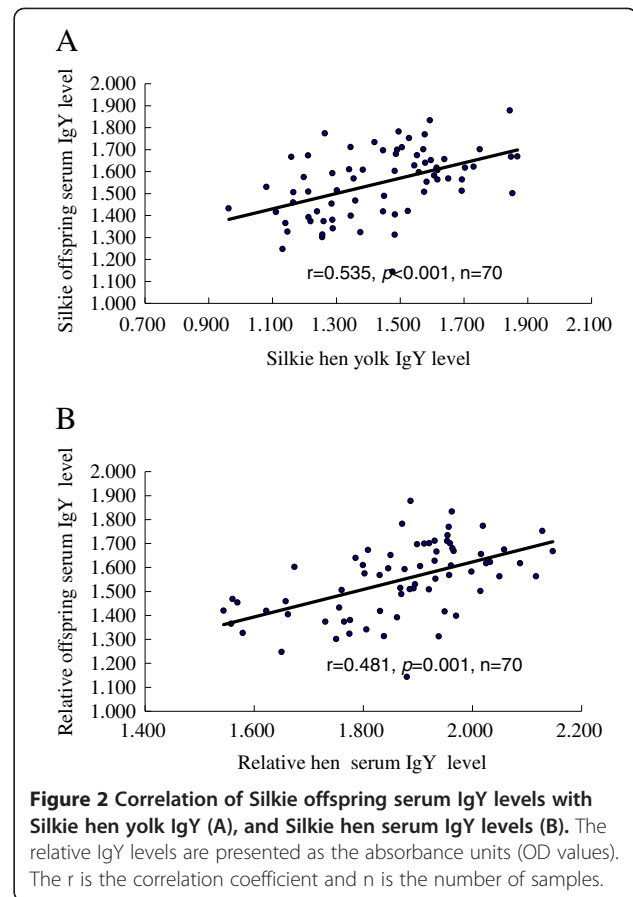 A
Silkie offspring serum IgY level
2.000
1.900
1.800
1.700
1.600
1.500
1.400
1.300
1.200
1.100
1.000
r=0.535, p<0.001, n=70
0.700 0.900 1.100 1.300 1.500 1.700 1.900 2.100
Silkie hen yolk IgY level
B
Relative offspring serum IgY level
2.000
1.900
1.800
1.700
1.600
1.500
1.400
1.300
1.200
1.100
1.000
r=0.481, p=0.001, n=70
1.400 1.600 1.800 2.000 2.200
Relative hen serum IgY level
Figure 2 Correlation of Silkie offspring serum IgY levels with
Silkie hen yolk IgY (A), and Silkie hen serum IgY levels (B). The
relative IgY levels are presented as the absorbance units (OD values).
The r is the correlation coefficient and n is the number of samples.